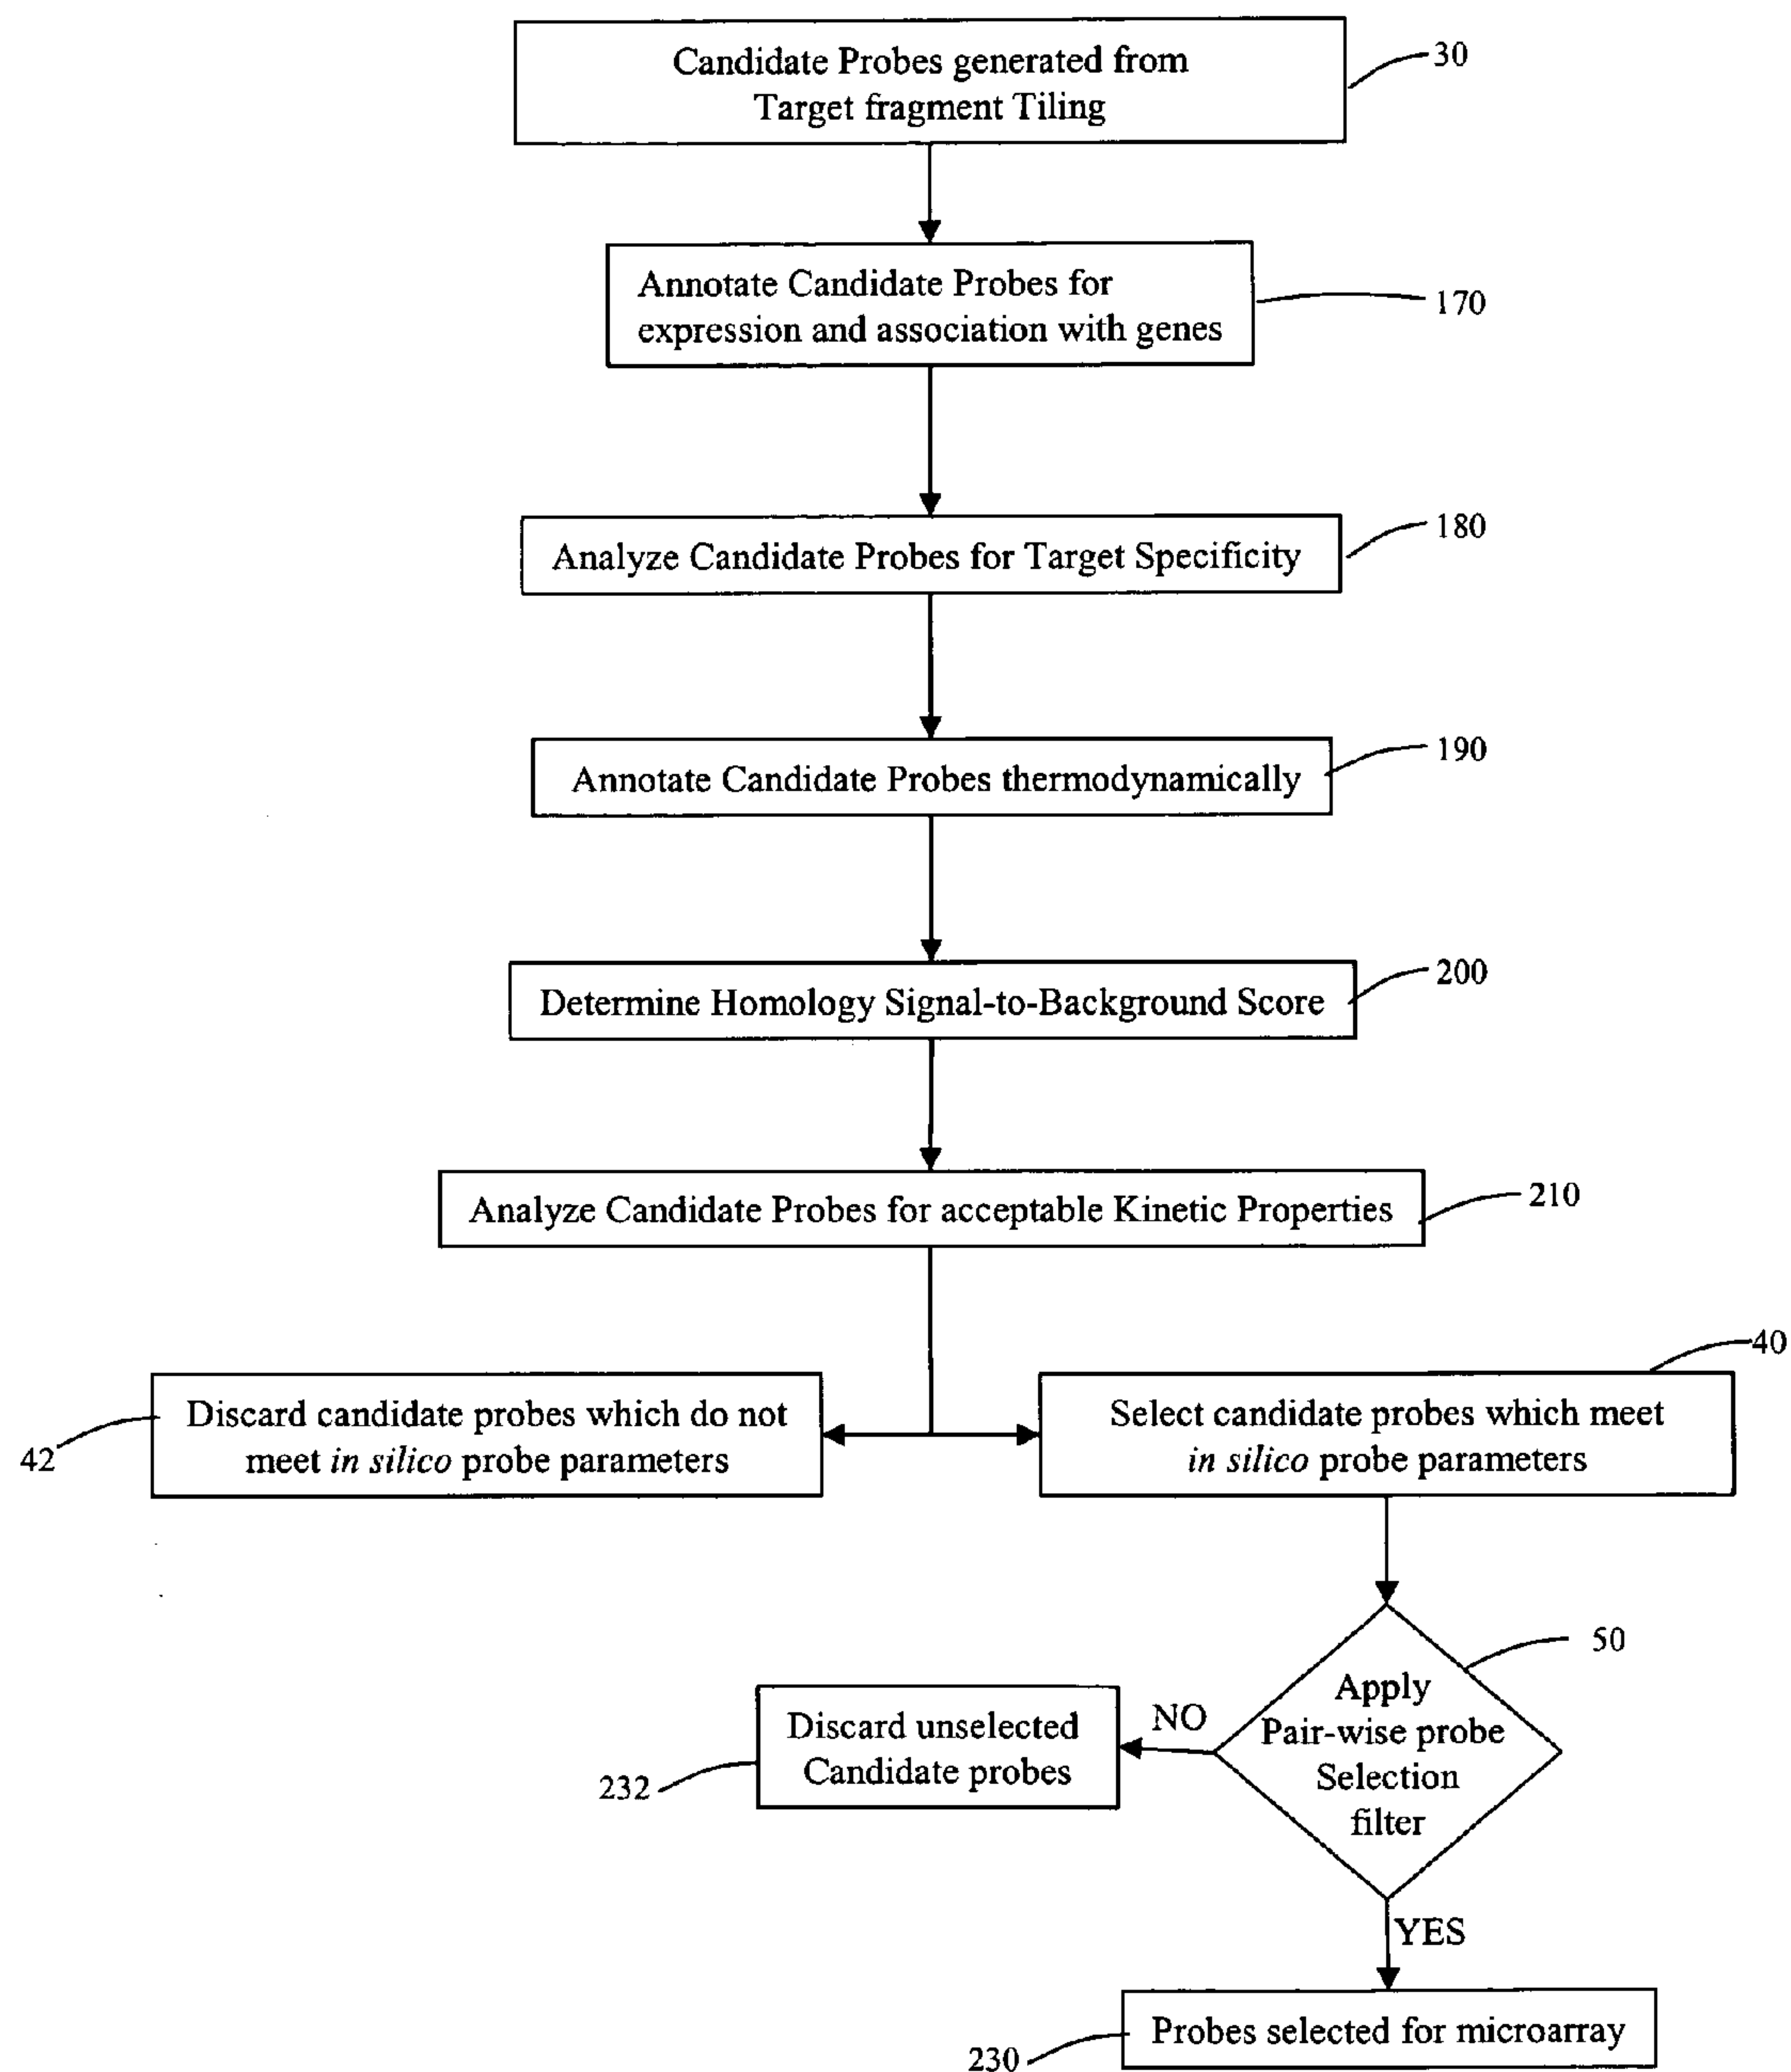 Candidate Probes generated from
Target fragment Tiling
30
Annotate Candidate Probes for
expression and association with genes
170
Analyze Candidate Probes for Target Specificity
180
Annotate Candidate Probes thermodynamically
190
Determine Homology Signal-to-Background Score
200
Analyze Candidate Probes for acceptable Kinetic Properties
210
Discard candidate probes which do not
meet in silico probe parameters
42
Select candidate probes which meet
in silico probe parameters
40
Apply
Pair-wise probe
Selection
filter
50
NO
Discard unselected
Candidate probes
232
YES
Probes selected for microarray
230